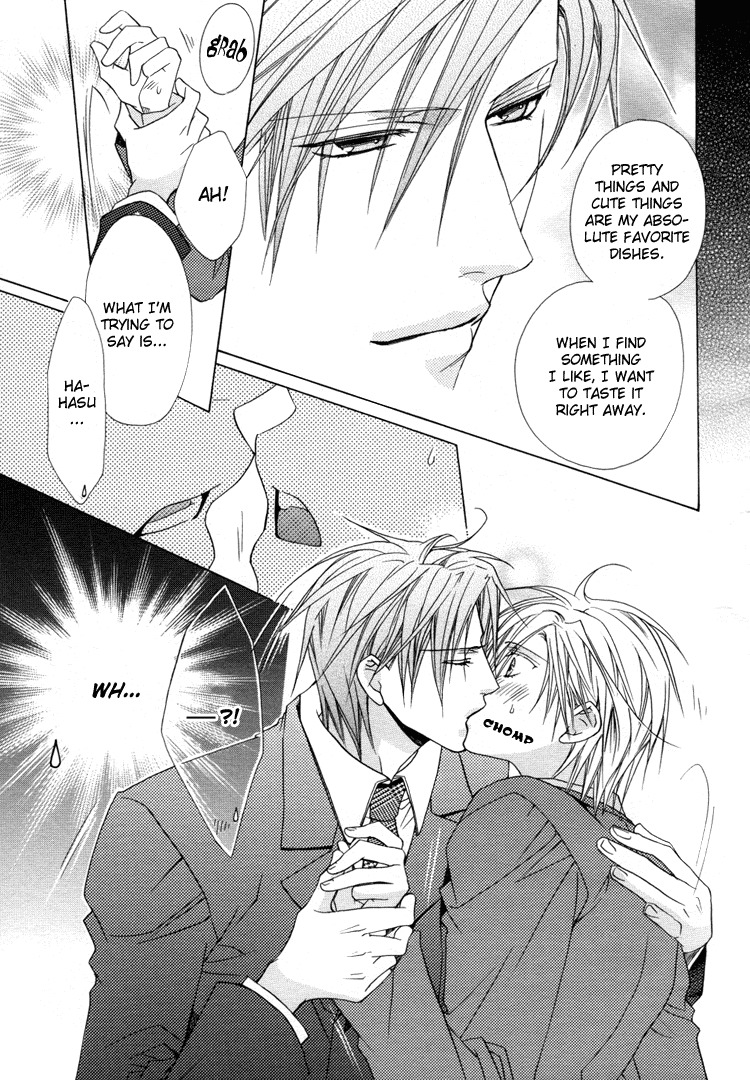 PRETTY
THINGS AND
CUTE THINGS
ARE MY ABSO-
LUTE FAVORITE
DISHES.
WHEN I FIND
SOMETHING
I LIKE, I WANT
TO TASTE IT
RIGHT AWAY.
GRAB
AH!
WHAT I'M
TRYING TO
SAY IS...
HA-
HASU
...
CHOMP
—?!
WH...